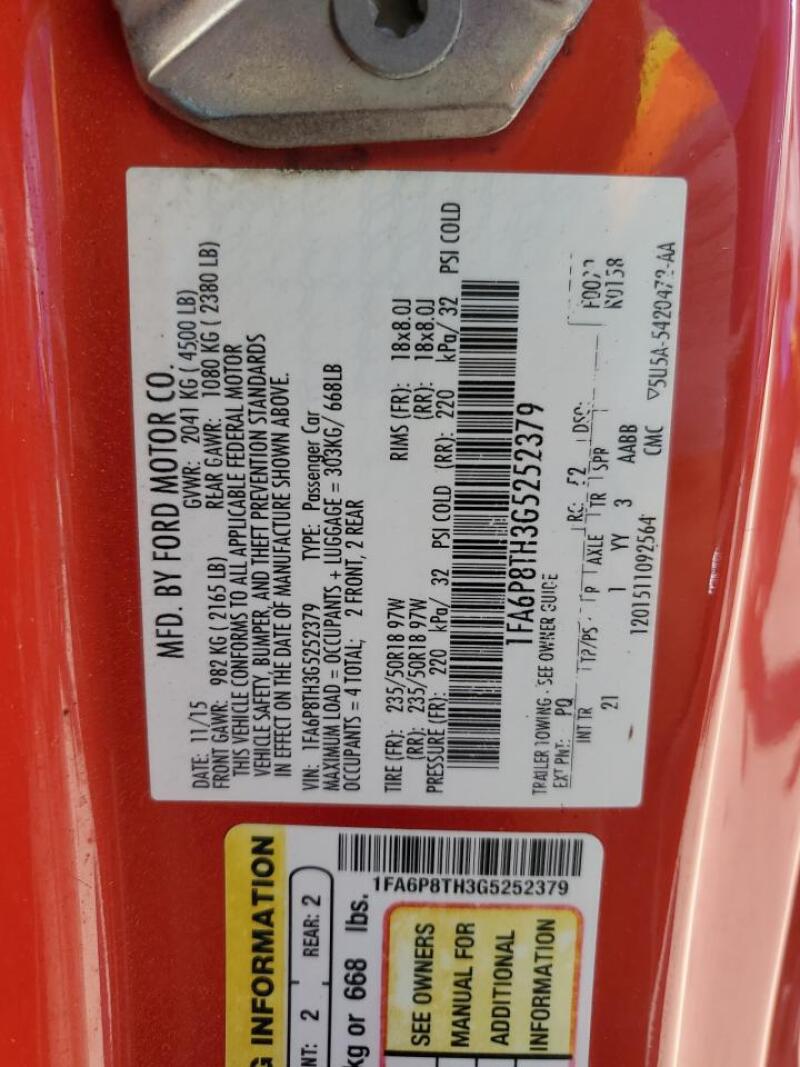 MFD. BY FORD MOTOR CO.
DATE: 11/15 GVWR: 2041 KG ( 4500 LB)
FRONT GAWR: 982 KG ( 2165 LB) REAR GAWR: 1080 KG ( 2380 LB)
THIS VEHICLE CONFORMS TO ALL APPLICABLE FEDERAL MOTOR
VEHICLE SAFETY, BUMPER, AND THEFT PREVENTION STANDARDS
IN EFFECT ON THE DATE OF MANUFACTURE SHOWN ABOVE.
VIN: 1FA6P8TH3G5252379 TYPE: Passenger Car
MAXIMUM LOAD = OCCUPANTS + LUGGAGE = 303KG/ 668LB
OCCUPANTS = 4 TOTAL; 2 FRONT, 2 REAR
TIRE (FR): 235/50R18 97W RIMS (FR): 18x8.0J
(RR): 235/50R18 97W (RR): 18x8.0J
PRESSURE (FR): 220 kPa/ 32 PSI COLD (RR): 220 kPa/ 32 PSI COLD
1FA6P8TH3G5252379
TRAILER TOWING - SEE OWNER GUIDE
EXT PNT: PQ RC: 52 DSO:
INT TR TP/PS AXLE TR SPR K0158
21 1 YY 3 AABB
1201511092564 CMC
G INFORMATION
NT: 2 REAR: 2
kg or 668 lbs.
1FA6P8TH3G5252379
SEE OWNERS
MANUAL FOR
ADDITIONAL
INFORMATION